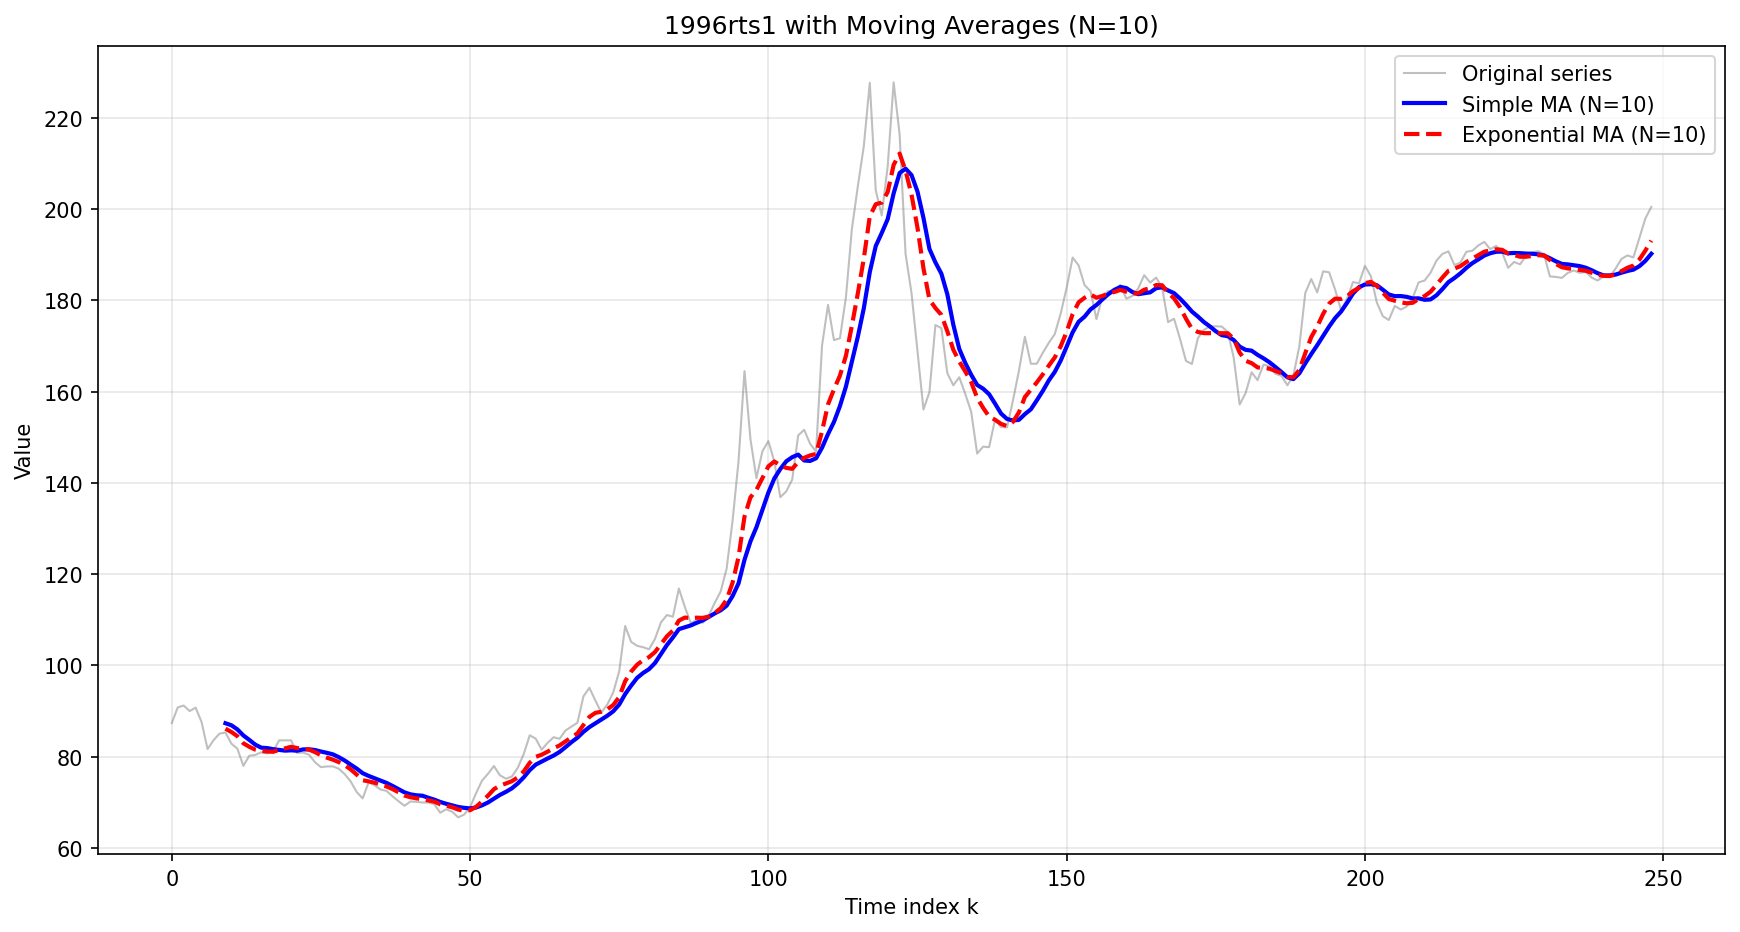 1996rts1 with Moving Averages (N=10)
Original series
Simple MA (N=10)
Exponential MA (N=10)
Value
220
200
180
160
140
120
100
80
60
0
50
100
150
200
250
Time index k